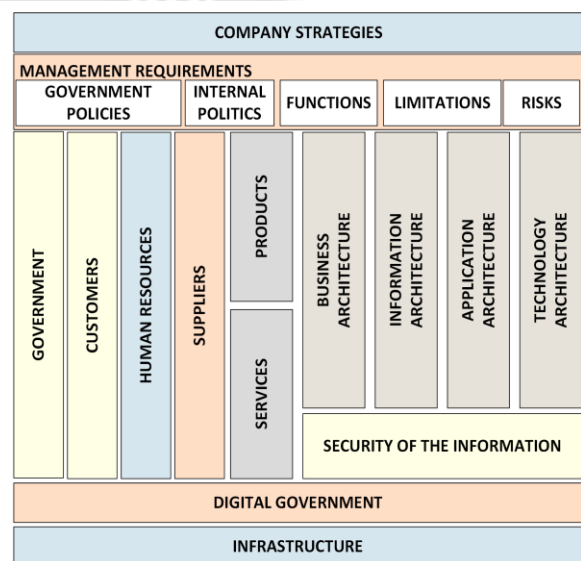 COMPANY STRATEGIES
MANAGEMENT REQUIREMENTS
GOVERNMENT
POLICIES
INTERNAL
POLITICS
FUNCTIONS
LIMITATIONS
RISKS
GOVERNMENT
CUSTOMERS
HUMAN RESOURCES
SUPPLIERS
PRODUCTS
SERVICES
BUSINESS
ARCHITECTURE
INFORMATION
ARCHITECTURE
APPLICATION
ARCHITECTURE
TECHNOLOGY
ARCHITECTURE
SECURITY OF THE INFORMATION
DIGITAL GOVERNMENT
INFRASTRUCTURE